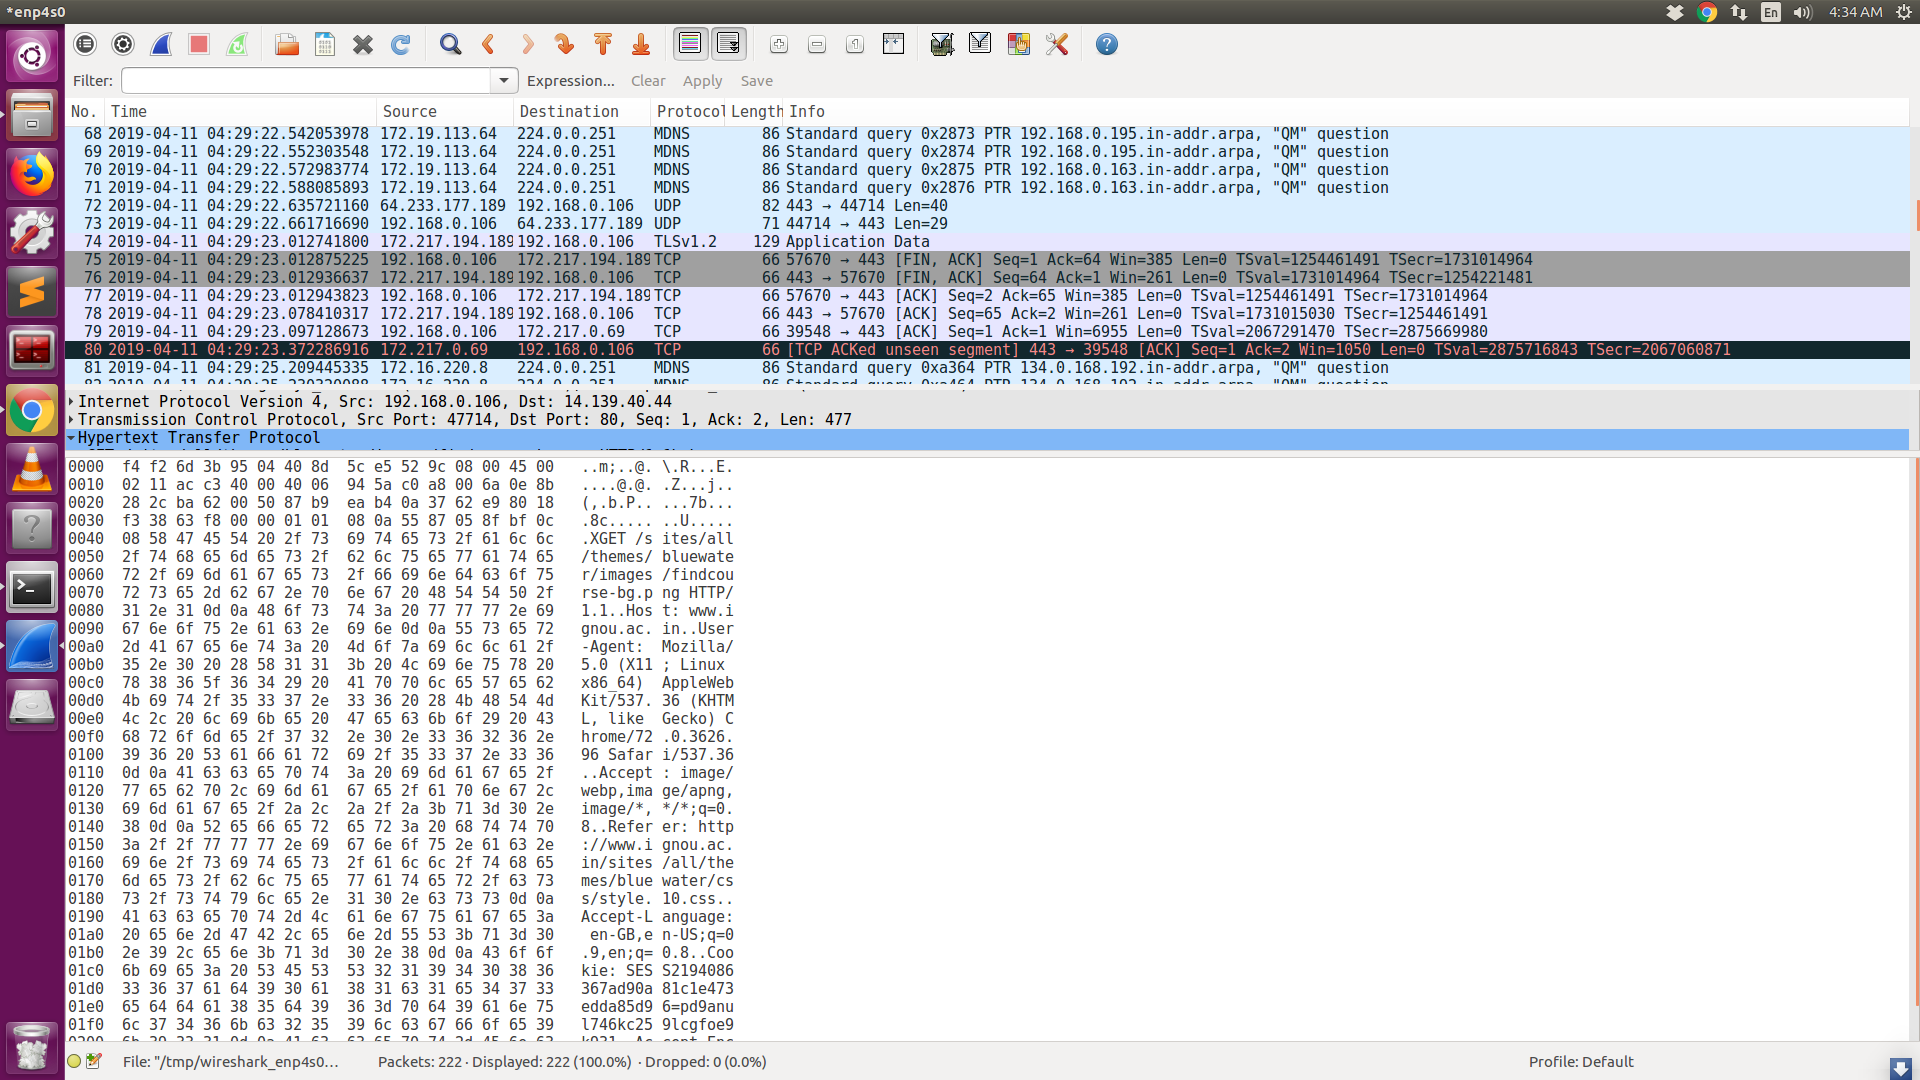 *enp4s0
En
4:34 AM
Filter:
Expression...
Clear
Apply
Save
No. Time Source Destination Protocol Length Info
68 2019-04-11 04:29:22.542053978 172.19.113.64 224.0.0.251 MDNS 86 Standard query 0x2873 PTR 192.168.0.195.in-addr.arpa, "QM" question
69 2019-04-11 04:29:22.552303548 172.19.113.64 224.0.0.251 MDNS 86 Standard query 0x2874 PTR 192.168.0.195.in-addr.arpa, "QM" question
70 2019-04-11 04:29:22.572983774 172.19.113.64 224.0.0.251 MDNS 86 Standard query 0x2875 PTR 192.168.0.163.in-addr.arpa, "QM" question
71 2019-04-11 04:29:22.588085893 172.19.113.64 224.0.0.251 MDNS 86 Standard query 0x2876 PTR 192.168.0.163.in-addr.arpa, "QM" question
72 2019-04-11 04:29:22.635721160 64.233.177.189 192.168.0.106 UDP 82 443 → 44714 Len=40
73 2019-04-11 04:29:22.661716690 192.168.0.106 64.233.177.189 UDP 71 44714 → 443 Len=29
74 2019-04-11 04:29:23.012741800 172.217.194.189 192.168.0.106 TLSv1.2 129 Application Data
75 2019-04-11 04:29:23.012875225 192.168.0.106 172.217.194.189 TCP 66 57670 → 443 [FIN, ACK] Seq=1 Ack=64 Win=385 Len=0 TSval=1254461491 TSecr=1731014964
76 2019-04-11 04:29:23.012936637 172.217.194.189 192.168.0.106 TCP 66 443 → 57670 [FIN, ACK] Seq=64 Ack=1 Win=261 Len=0 TSval=1731014964 TSecr=1254221481
77 2019-04-11 04:29:23.012943823 192.168.0.106 172.217.194.189 TCP 66 57670 → 443 [ACK] Seq=2 Ack=65 Win=385 Len=0 TSval=1254461491 TSecr=1731014964
78 2019-04-11 04:29:23.078410317 172.217.194.189 192.168.0.106 TCP 66 443 → 57670 [ACK] Seq=65 Ack=2 Win=261 Len=0 TSval=1731015030 TSecr=1254461491
79 2019-04-11 04:29:23.097128673 192.168.0.106 172.217.0.69 TCP 66 39548 → 443 [ACK] Seq=1 Ack=1 Win=6955 Len=0 TSval=2067291470 TSecr=2875669980
80 2019-04-11 04:29:23.372286916 172.217.0.69 192.168.0.106 TCP 66 [TCP ACKed unseen segment] 443 → 39548 [ACK] Seq=1 Ack=2 Win=1050 Len=0 TSval=2875716843 TSecr=2067060871
81 2019-04-11 04:29:25.209445335 172.16.220.8 224.0.0.251 MDNS 86 Standard query 0xa364 PTR 134.0.168.192.in-addr.arpa, "QM" question
Internet Protocol Version 4, Src: 192.168.0.106, Dst: 14.139.40.44
Transmission Control Protocol, Src Port: 47714, Dst Port: 80, Seq: 1, Ack: 2, Len: 477
Hypertext Transfer Protocol
0000 f4 f2 6d 3b 95 04 40 8d 5c e5 52 9c 08 00 45 00 ..m;..@. \.R...E.
0010 02 11 ac c3 40 00 40 06 94 5a c0 a8 00 6a 0e 8b ....@.@. .Z...j..
0020 28 2c ba 62 00 50 87 b9 ea b4 0a 37 62 e9 80 18 (,.b.P.. ...7b...
0030 f3 38 63 f8 00 00 01 01 08 0a 55 87 05 8f bf 0c .8c..... ..U.....
0040 08 58 47 45 54 20 2f 73 69 74 65 73 2f 61 6c 6c .XGET /s ites/all
0050 2f 74 68 65 6d 65 73 2f 62 6c 75 65 77 61 74 65 /themes/ bluewate
0060 72 2f 69 6d 61 67 65 73 2f 66 69 6e 64 63 6f 75 r/images /findcou
0070 72 73 65 2d 62 67 2e 70 6e 67 20 48 54 54 50 2f rse-bg.p ng HTTP/
0080 31 2e 31 0d 0a 48 6f 73 74 3a 20 77 77 77 2e 69 1.1..Hos t: www.i
0090 67 6e 6f 75 2e 61 63 2e 69 6e 0d 0a 55 73 65 72 gnou.ac. in..User
00a0 2d 41 67 65 6e 74 3a 20 4d 6f 7a 69 6c 6c 61 2f -Agent: Mozilla/
00b0 35 2e 30 20 28 58 31 31 3b 20 4c 69 6e 75 78 20 5.0 (X11 ; Linux
00c0 78 38 36 5f 36 34 29 20 41 70 70 6c 65 57 65 62 x86_64) AppleWeb
00d0 4b 69 74 2f 35 33 37 2e 33 36 20 28 4b 48 54 4d Kit/537. 36 (KHTM
00e0 4c 2c 20 6c 69 6b 65 20 47 65 63 6b 6f 29 20 43 L, like Gecko) C
00f0 68 72 6f 6d 65 2f 37 32 2e 30 2e 33 36 32 36 2e hrome/72 .0.3626.
0100 39 36 20 53 61 66 61 72 69 2f 35 33 37 2e 33 36 96 Safar i/537.36
0110 0d 0a 41 63 63 65 70 74 3a 20 69 6d 61 67 65 2f ..Accept : image/
0120 77 65 62 70 2c 69 6d 61 67 65 2f 61 70 6e 67 2c webp,ima ge/apng,
0130 69 6d 61 67 65 2f 2a 2c 2a 2f 2a 3b 71 3d 30 2e image/*, */*;q=0.
0140 38 0d 0a 52 65 66 65 72 65 72 3a 20 68 74 74 70 8..Refer er: http
0150 3a 2f 2f 77 77 77 2e 69 67 6e 6f 75 2e 61 63 2e ://www.i gnou.ac.
0160 69 6e 2f 73 69 74 65 73 2f 61 6c 6c 2f 74 68 65 in/sites /all/the
0170 6d 65 73 2f 62 6c 75 65 77 61 74 65 72 2f 63 73 mes/blue water/cs
0180 73 2f 73 74 79 6c 65 2e 31 30 2e 63 73 73 0d 0a s/style. 10.css..
0190 41 63 63 65 70 74 2d 4c 61 6e 67 75 61 67 65 3a Accept-L anguage:
01a0 20 65 6e 2d 47 42 2c 65 6e 2d 55 53 3b 71 3d 30 en-GB,e n-US;q=0
01b0 2e 39 2c 65 6e 3b 71 3d 30 2e 38 0d 0a 43 6f 6f .9,en;q= 0.8..Coo
01c0 6b 69 65 3a 20 53 45 53 53 32 31 39 34 30 38 36 kie: SES S2194086
01d0 33 36 37 61 64 39 30 61 38 31 63 31 65 34 37 33 367ad90a 81c1e473
01e0 65 64 64 61 38 35 64 39 36 3d 70 64 39 61 6e 75 edda85d9 6=pd9anu
01f0 6c 37 34 36 6b 63 32 35 39 6c 63 67 66 6f 65 39 l746kc25 9lcgfoe9
File: "/tmp/wireshark_enp4s0... Packets: 222 · Displayed: 222 (100.0%) · Dropped: 0 (0.0%) Profile: Default